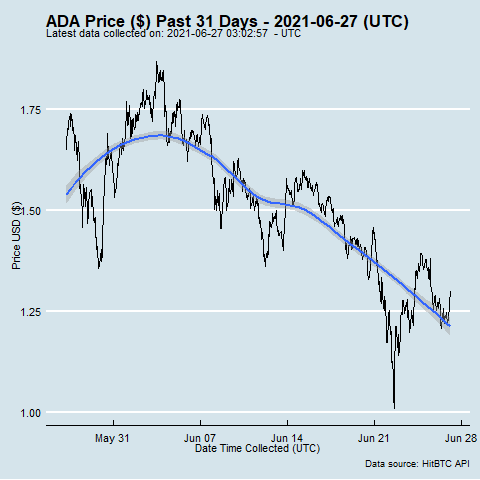 ADA Price ($) Past 31 Days - 2021-06-27 (UTC)
Latest data collected on: 2021-06-27 03:02:57  - UTC
Price USD ($)
1.75
1.50
1.25
1.00
May 31
Jun 07
Jun 14
Jun 21
Jun 28
Date Time Collected (UTC)
Data source: HitBTC API